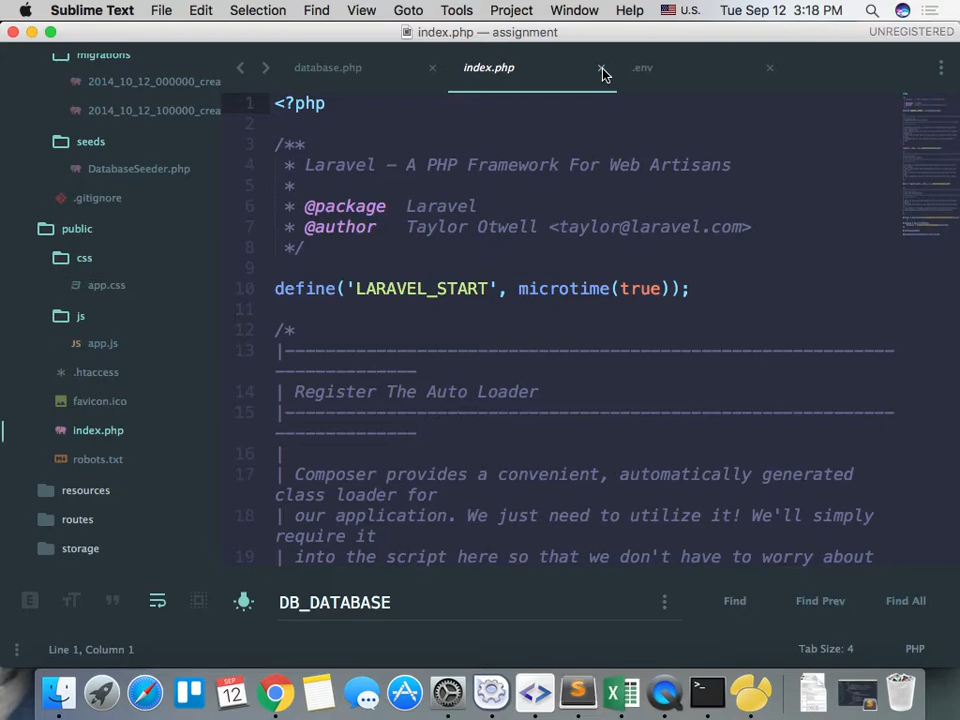 Sublime Text File Edit Selection Find View Goto Tools Project Window Help U.S. Tue Sep 12 3:18 PM
index.php — assignment UNREGISTERED
migrations
2014_10_12_000000_crea
2014_10_12_100000_crea
seeds
DatabaseSeeder.php
.gitignore
public
css
app.css
js
app.js
.htaccess
favicon.ico
index.php
robots.txt
resources
routes
storage
database.php × index.php × .env ×
1 <?php
2
3 /**
4 * Laravel - A PHP Framework For Web Artisans
5 *
6 * @package Laravel
7 * @author Taylor Otwell <taylor@laravel.com>
8 */
9
10 define('LARAVEL_START', microtime(true));
11
12 /*
13 |--------------------------------------------------------------
--------------
14 | Register The Auto Loader
15 |--------------------------------------------------------------
--------------
16 |
17 | Composer provides a convenient, automatically generated
class loader for
18 | our application. We just need to utilize it! We'll simply
require it
19 | into the script here so that we don't have to worry about
DB_DATABASE Find Find Prev Find All
Line 1, Column 1 Tab Size: 4 PHP
SEP
12